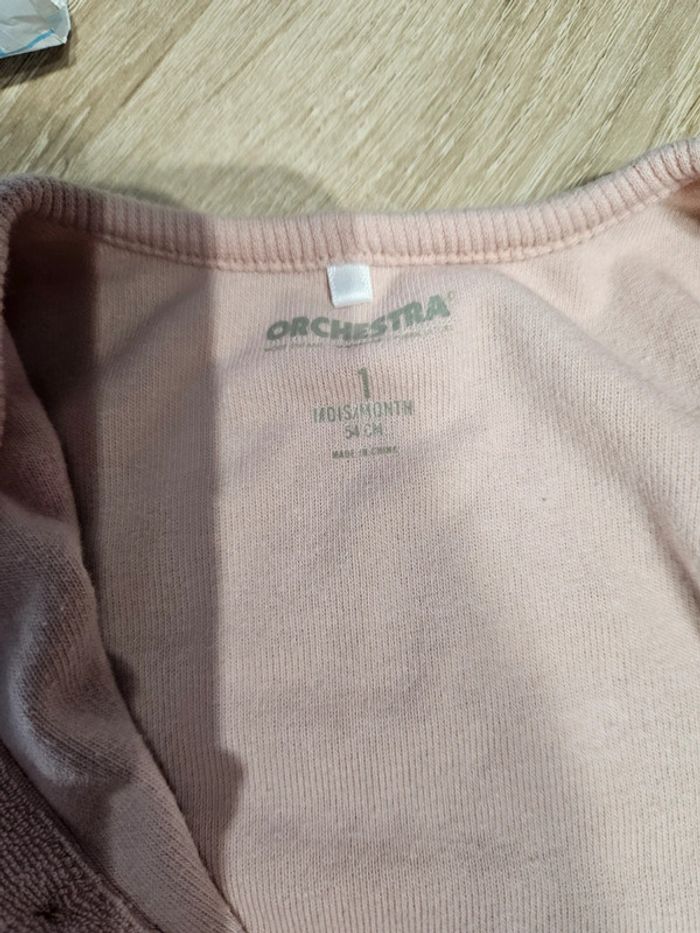 ORCHESTRA
1
MOIS/MONTH
54 CM
MADE IN CHINA